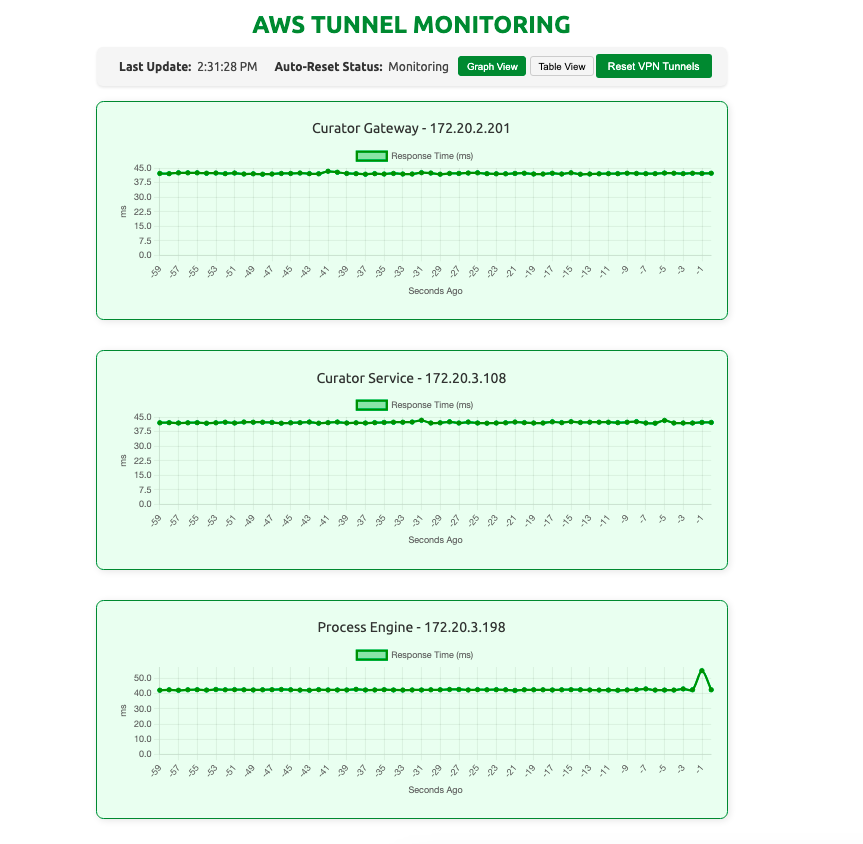 AWS TUNNEL MONITORING
Last Update: 2:31:28 PM Auto-Reset Status: Monitoring Graph View Table View Reset VPN Tunnels
Curator Gateway - 172.20.2.201
Response Time (ms)
45.0
37.5
30.0
22.5
15.0
7.5
0.0
ms
-59 -57 -55 -53 -51 -49 -47 -45 -43 -41 -39 -37 -35 -33 -31 -29 -27 -25 -23 -21 -19 -17 -15 -13 -11 -9 -7 -5 -3 -1
Seconds Ago
Curator Service - 172.20.3.108
Response Time (ms)
45.0
37.5
30.0
22.5
15.0
7.5
0.0
ms
-59 -57 -55 -53 -51 -49 -47 -45 -43 -41 -39 -37 -35 -33 -31 -29 -27 -25 -23 -21 -19 -17 -15 -13 -11 -9 -7 -5 -3 -1
Seconds Ago
Process Engine - 172.20.3.198
Response Time (ms)
50.0
40.0
30.0
20.0
10.0
0.0
ms
-59 -57 -55 -53 -51 -49 -47 -45 -43 -41 -39 -37 -35 -33 -31 -29 -27 -25 -23 -21 -19 -17 -15 -13 -11 -9 -7 -5 -3 -1
Seconds Ago